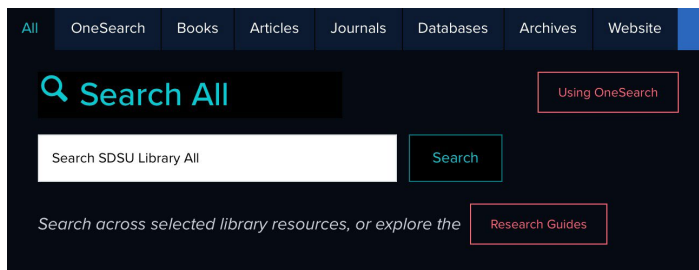 All OneSearch Books Articles Journals Databases Archives Website
Search All
Using OneSearch
Search SDSU Library All
Search
Search across selected library resources, or explore the
Research Guides